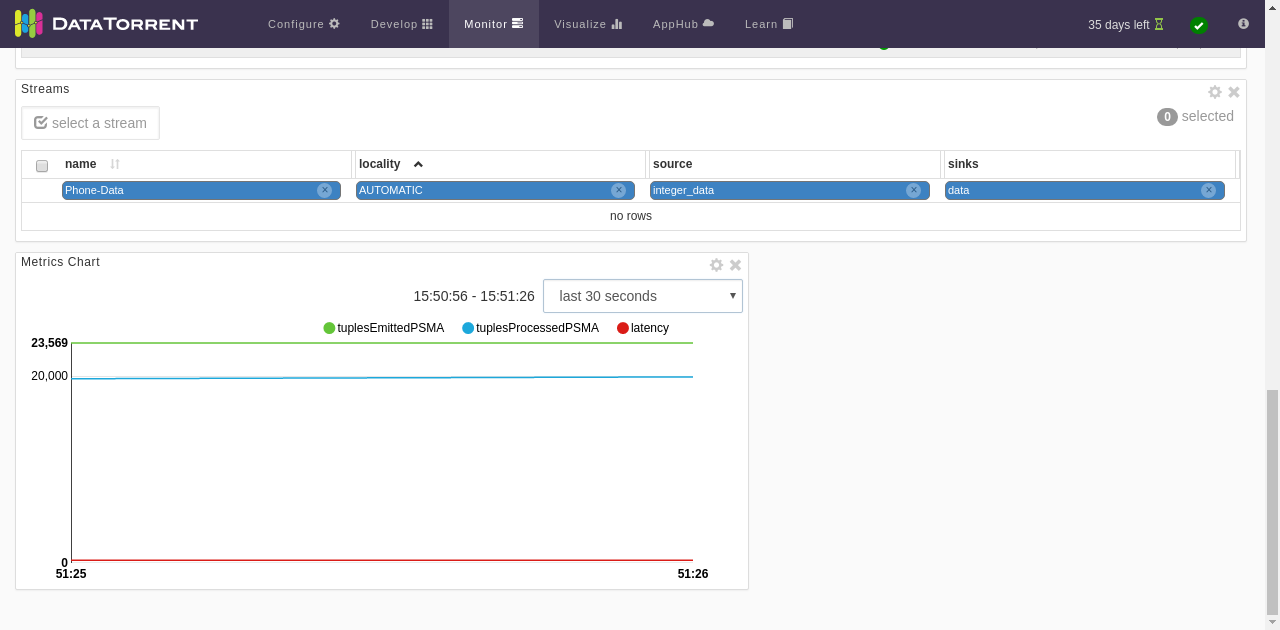 DATATORRENT Configure Develop Monitor Visualize AppHub Learn 35 days left
Streams
select a stream 0 selected
name locality source sinks
Phone-Data AUTOMATIC integer_data data
no rows
Metrics Chart
15:50:56 - 15:51:26 last 30 seconds
tuplesEmittedPSMA tuplesProcessedPSMA latency
23,569
20,000
0
51:25 51:26